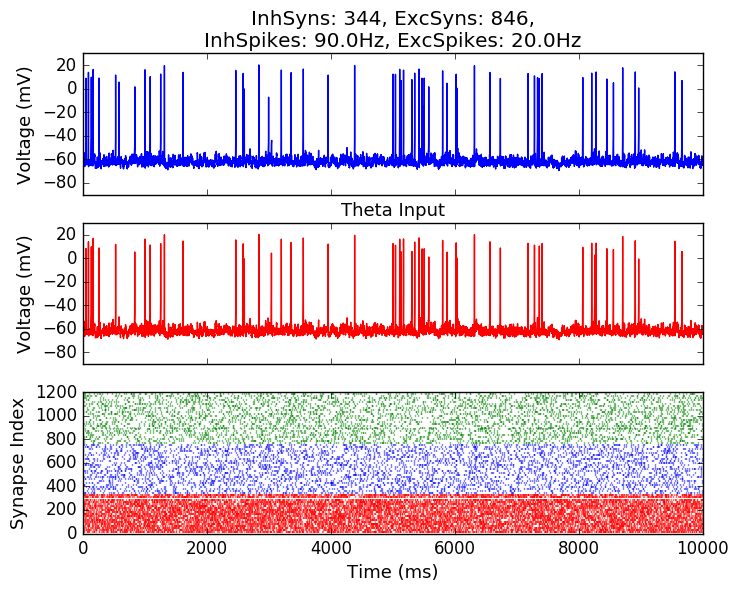 InhSyns: 344, ExcSyns: 846,
InhSpikes: 90.0Hz, ExcSpikes: 20.0Hz
20
0
−20
−40
−60
−80
Voltage (mV)
Theta Input
20
0
−20
−40
−60
−80
Voltage (mV)
1200
1000
800
600
400
200
0
Synapse Index
0 2000 4000 6000 8000 10000
Time (ms)